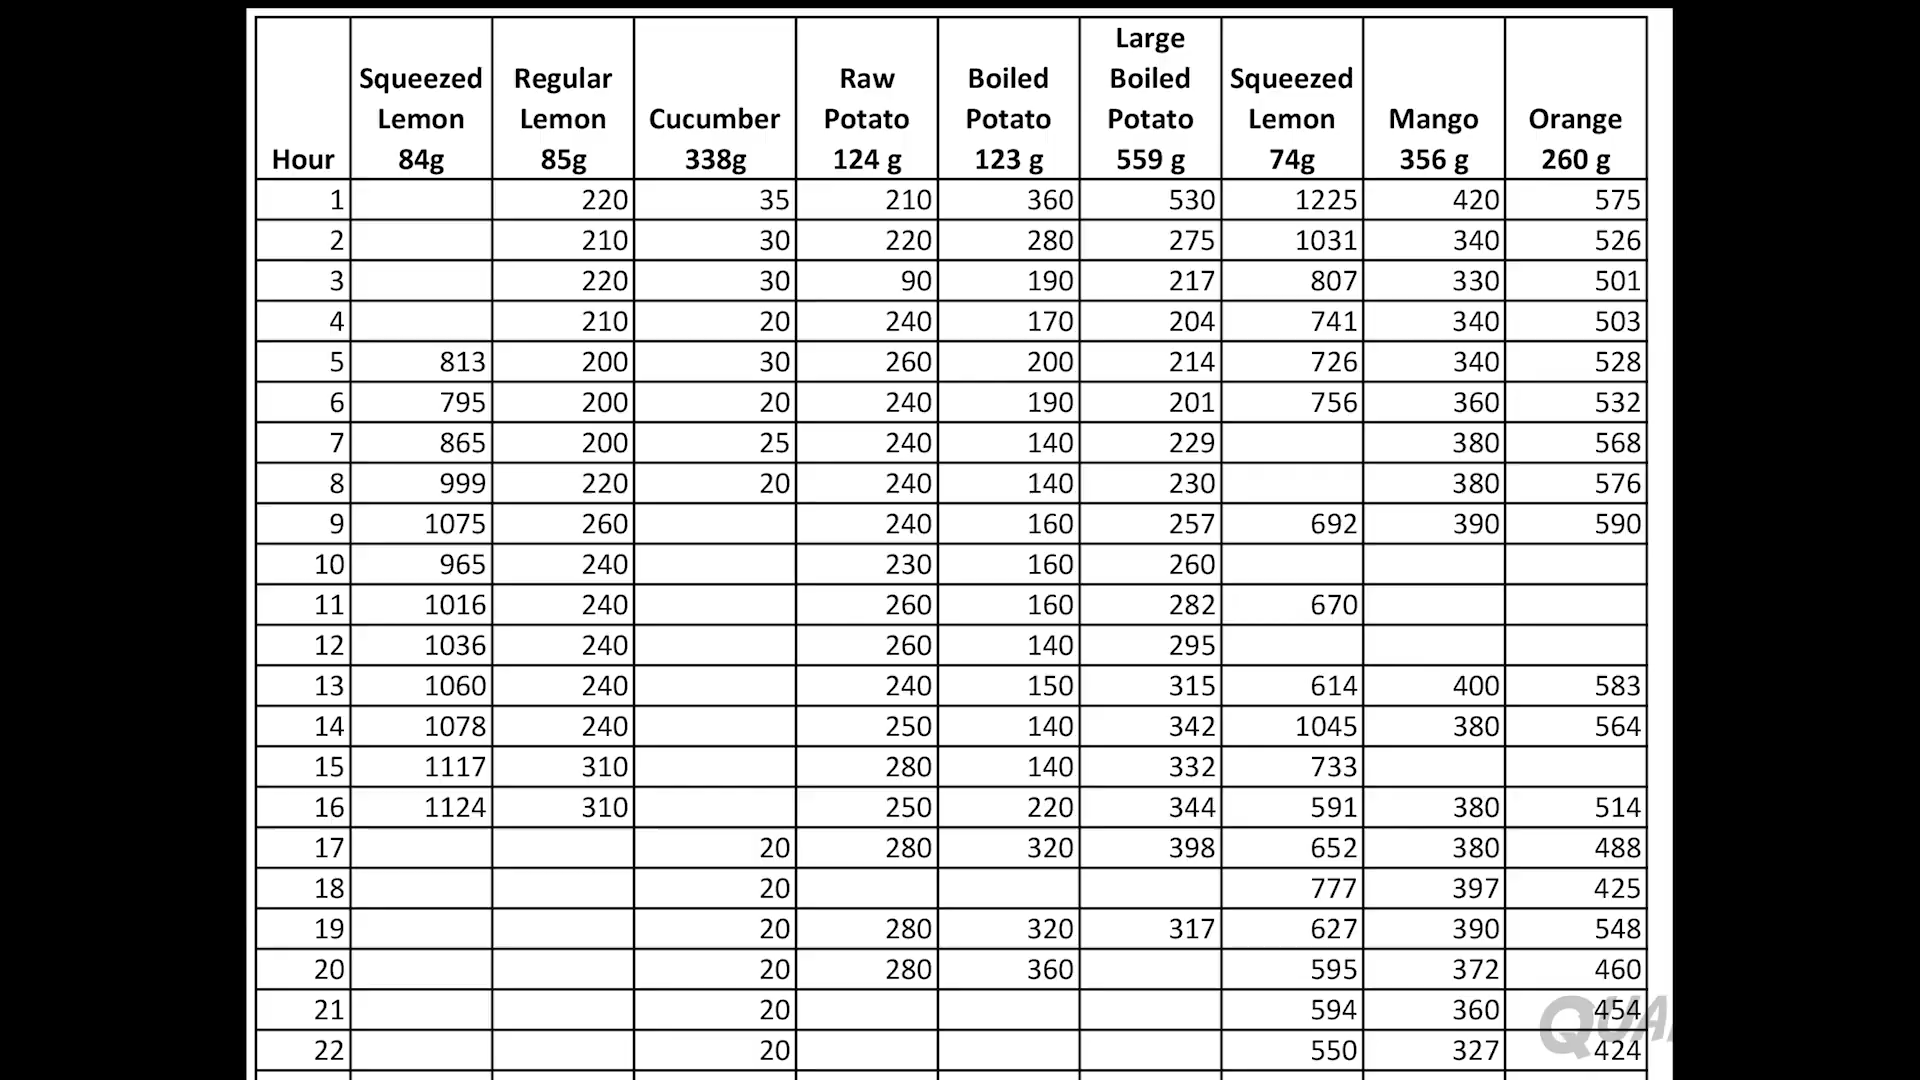 Hour Squeezed Lemon 84g Regular Lemon 85g Cucumber 338g Raw Potato 124 g Boiled Potato 123 g Large Boiled Potato 559 g Squeezed Lemon 74g Mango 356 g Orange 260 g
1 220 35 210 360 530 1225 420 575
2 210 30 220 280 275 1031 340 526
3 220 30 90 190 217 807 330 501
4 210 20 240 170 204 741 340 503
5 813 200 30 260 200 214 726 340 528
6 795 200 20 240 190 201 756 360 532
7 865 200 25 240 140 229 380 568
8 999 220 20 240 140 230 380 576
9 1075 260 240 160 257 692 390 590
10 965 240 230 160 260
11 1016 240 260 160 282 670
12 1036 240 260 140 295
13 1060 240 240 150 315 614 400 583
14 1078 240 250 140 342 1045 380 564
15 1117 310 280 140 332 733
16 1124 310 250 220 344 591 380 514
17 20 280 320 398 652 380 488
18 20 777 397 425
19 20 280 320 317 627 390 548
20 20 280 360 595 372 460
21 20 594 360 454
22 20 550 327 424